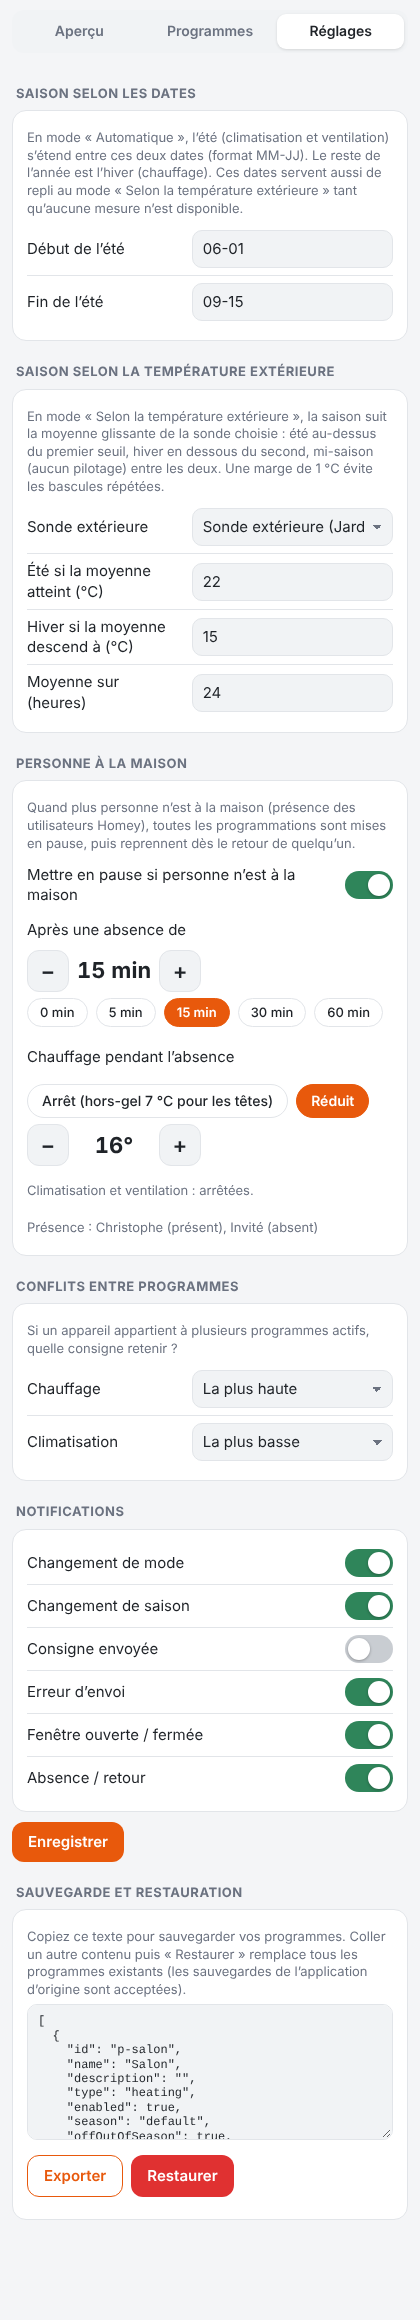 Aperçu Programmes Réglages
SAISON SELON LES DATES
En mode « Automatique », l’été (climatisation et ventilation)
s’étend entre ces deux dates (format MM-JJ). Le reste de
l’année est l’hiver (chauffage). Ces dates servent aussi de
repli au mode « Selon la température extérieure » tant
qu’aucune mesure n’est disponible.
Début de l’été 06-01
Fin de l’été 09-15
SAISON SELON LA TEMPÉRATURE EXTÉRIEURE
En mode « Selon la température extérieure », la saison suit
la moyenne glissante de la sonde choisie : été au-dessus
du premier seuil, hiver en dessous du second, mi-saison
(aucun pilotage) entre les deux. Une marge de 1 °C évite
les bascules répétées.
Sonde extérieure Sonde extérieure (Jard
Été si la moyenne
atteint (°C) 22
Hiver si la moyenne
descend à (°C) 15
Moyenne sur
(heures) 24
PERSONNE À LA MAISON
Quand plus personne n’est à la maison (présence des
utilisateurs Homey), toutes les programmations sont mises
en pause, puis reprennent dès le retour de quelqu’un.
Mettre en pause si personne n’est à la
maison
Après une absence de
– 15 min +
0 min 5 min 15 min 30 min 60 min
Chauffage pendant l’absence
Arrêt (hors-gel 7 °C pour les têtes) Réduit
– 16° +
Climatisation et ventilation : arrêtées.
Présence : Christophe (présent), Invité (absent)
CONFLITS ENTRE PROGRAMMES
Si un appareil appartient à plusieurs programmes actifs,
quelle consigne retenir ?
Chauffage La plus haute
Climatisation La plus basse
NOTIFICATIONS
Changement de mode
Changement de saison
Consigne envoyée
Erreur d’envoi
Fenêtre ouverte / fermée
Absence / retour
Enregistrer
SAUVEGARDE ET RESTAURATION
Copiez ce texte pour sauvegarder vos programmes. Coller
un autre contenu puis « Restaurer » remplace tous les
programmes existants (les sauvegardes de l’application
d’origine sont acceptées).
[
{
"id": "p-salon",
"name": "Salon",
"description": "",
"type": "heating",
"enabled": true,
"season": "default",
"offOutOfSeason": true,
Exporter Restaurer